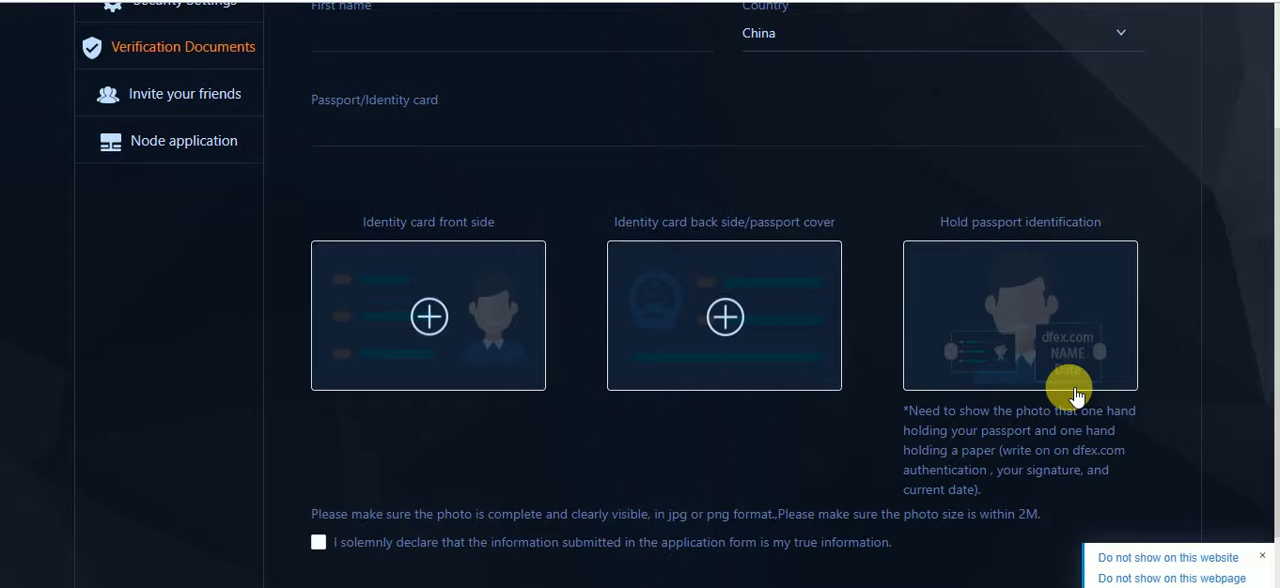 Security Settings
First name
Country
Verification Documents
China
Invite your friends
Passport/Identity card
Node application
Identity card front side
Identity card back side/passport cover
Hold passport identification
dfex.com
NAME
Date
*Need to show the photo that one hand
holding your passport and one hand
holding a paper (write on on dfex.com
authentication , your signature, and
current date).
Please make sure the photo is complete and clearly visible, in jpg or png format.,Please make sure the photo size is within 2M.
I solemnly declare that the information submitted in the application form is my true information.
Do not show on this website
Do not show on this webpage